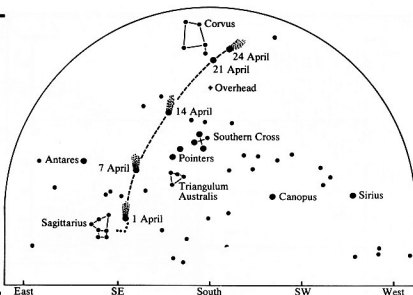 Corvus
24 April
21 April
Overhead
14 April
Southern Cross
Pointers
Antares
7 April
Triangulum
Australis
Canopus
Sirius
Sagittarius
1 April
East SE South SW West